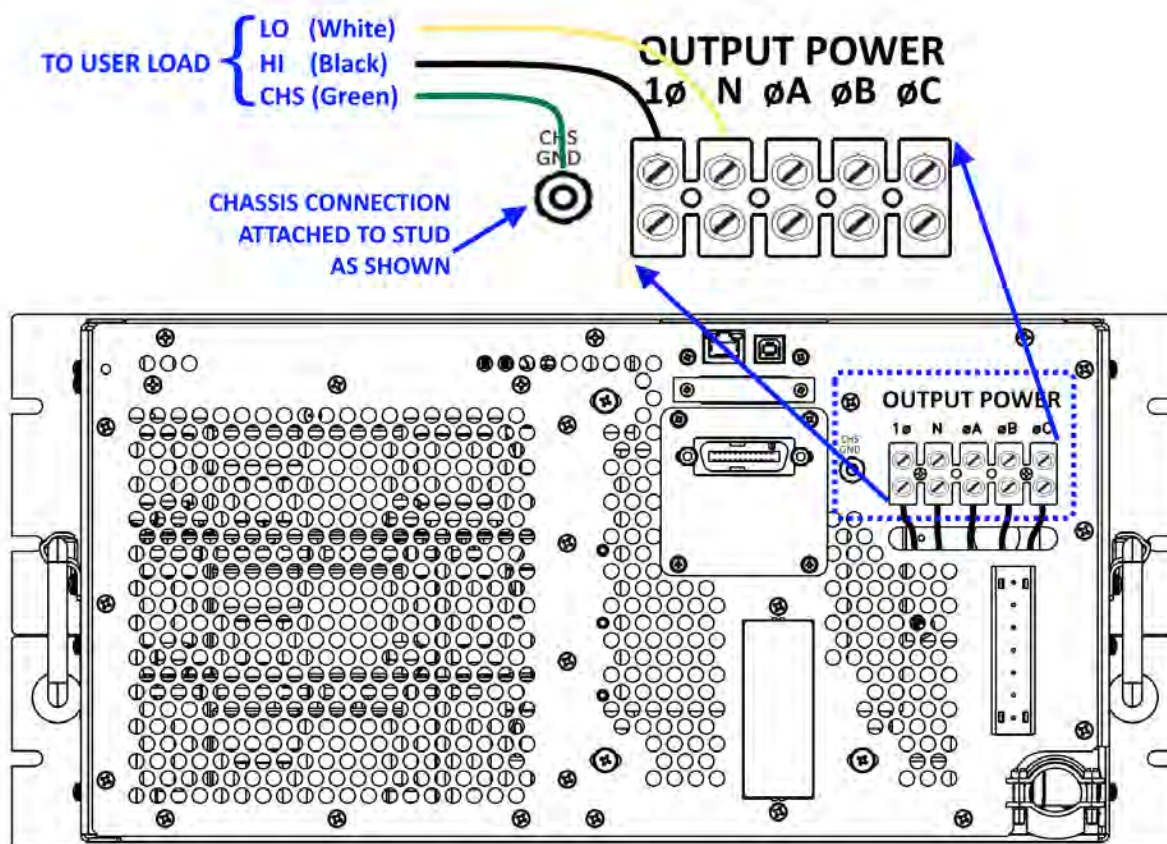 LO (White)
TO USER LOAD { HI (Black)
CHS (Green)
OUTPUT POWER
1ø N øA øB øC
CHS
GND
CHASSIS CONNECTION
ATTACHED TO STUD
AS SHOWN
OUTPUT POWER
1ø N øA øB øC
CHS
GND